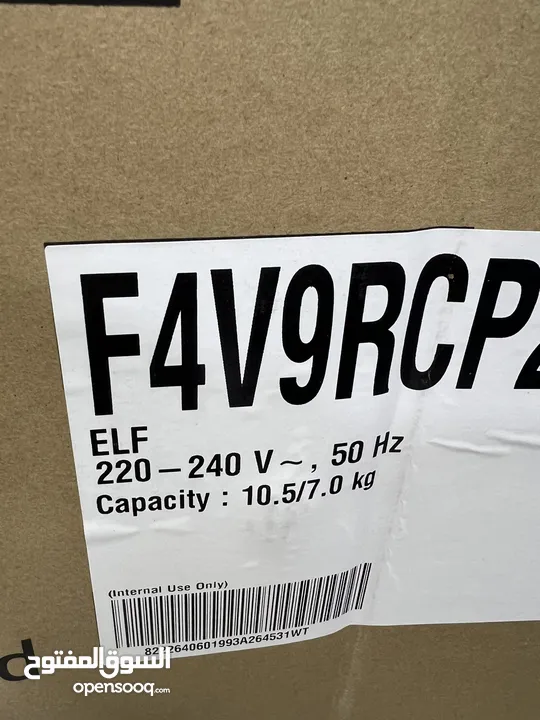 F4V9RCP2
ELF
220-240 V~, 50 Hz
Capacity : 10.5/7.0 kg
(Internal Use Only)
السوق المفتوح
opensooq.com